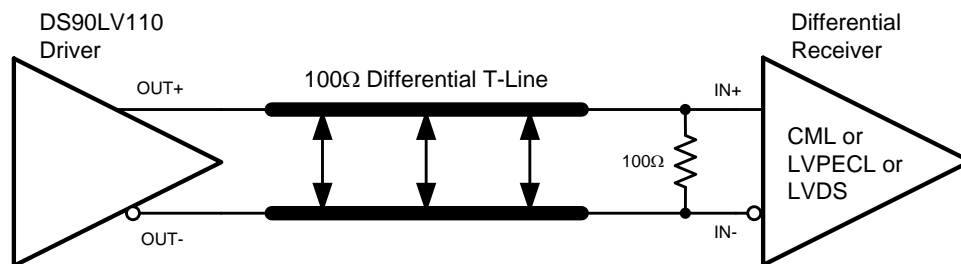 DS90LV110
Driver
Differential
Receiver
100Ω Differential T-Line
OUT+
IN+
CML or
LVPECL or
LVDS
100Ω
OUT-
IN-